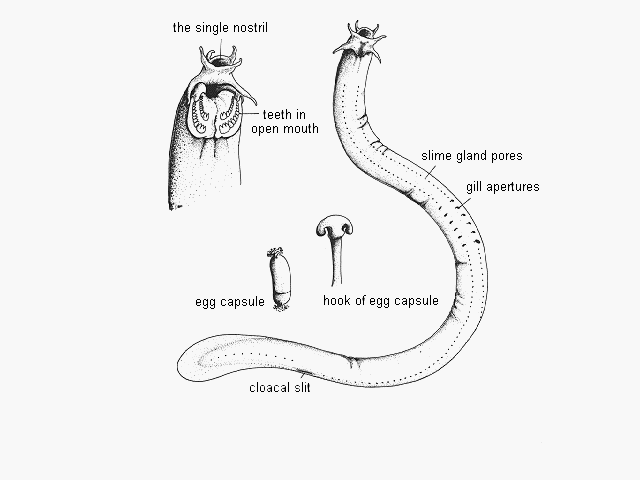 the single nostril
teeth in
open mouth
slime gland pores
gill apertures
egg capsule
hook of egg capsule
cloacal slit